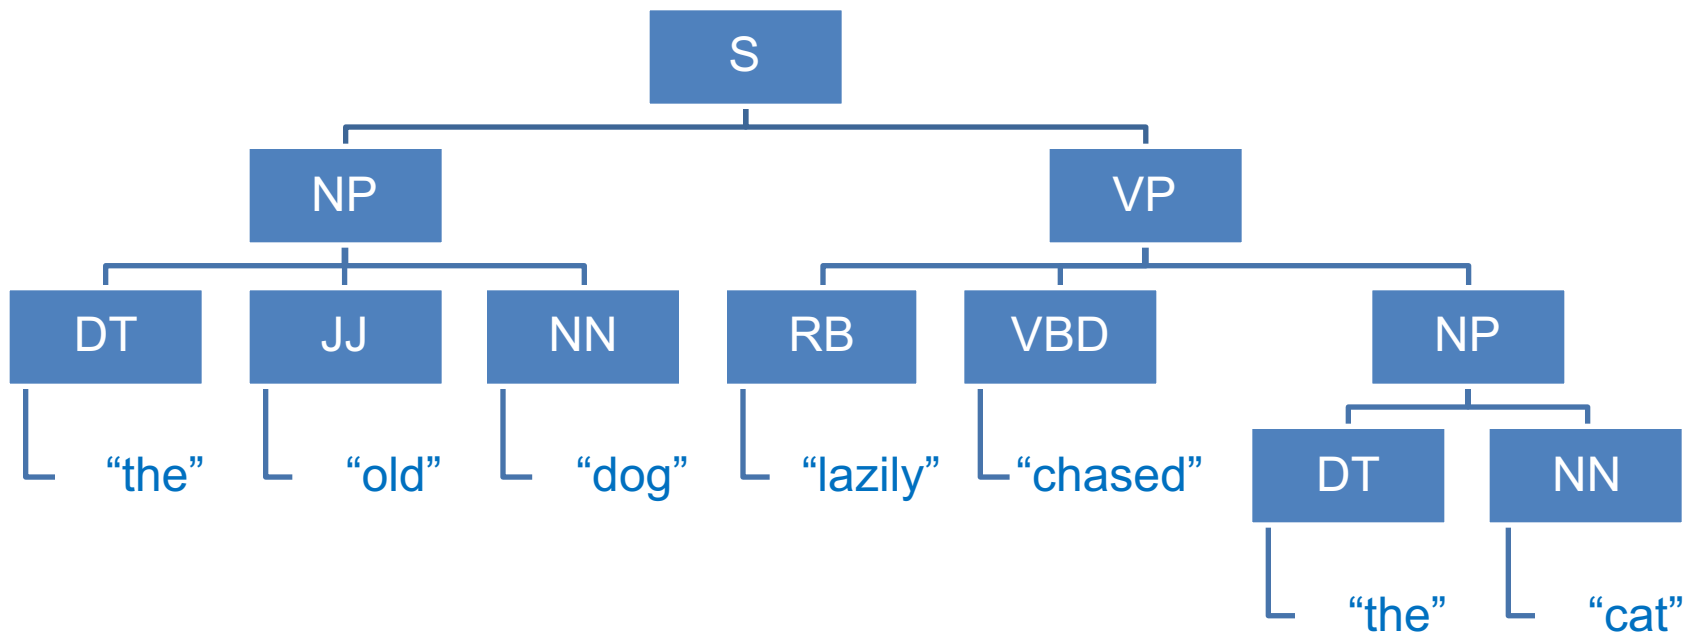 S
NP VP
DT JJ NN RB VBD NP
“the” “old” “dog” “lazily” “chased” DT NN
“the” “cat”